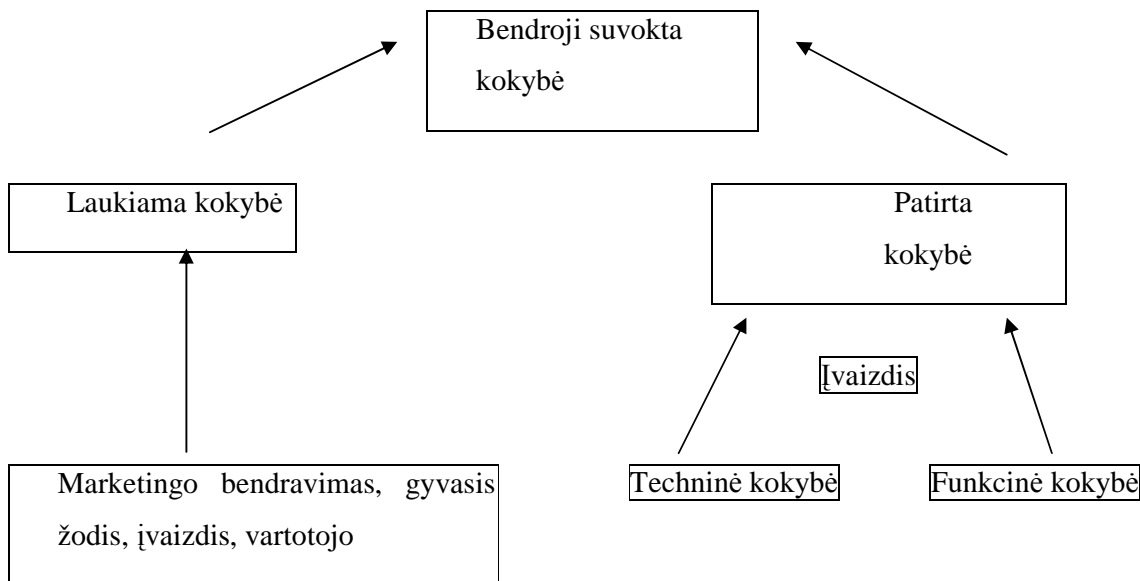 Bendroji suvokta
kokybė
Laukiama kokybė
Patirta
kokybė
Įvaizdis
Marketingo bendravimas, gyvasis
žodis, įvaizdis, vartotojo
Techninė kokybė
Funkcinė kokybė